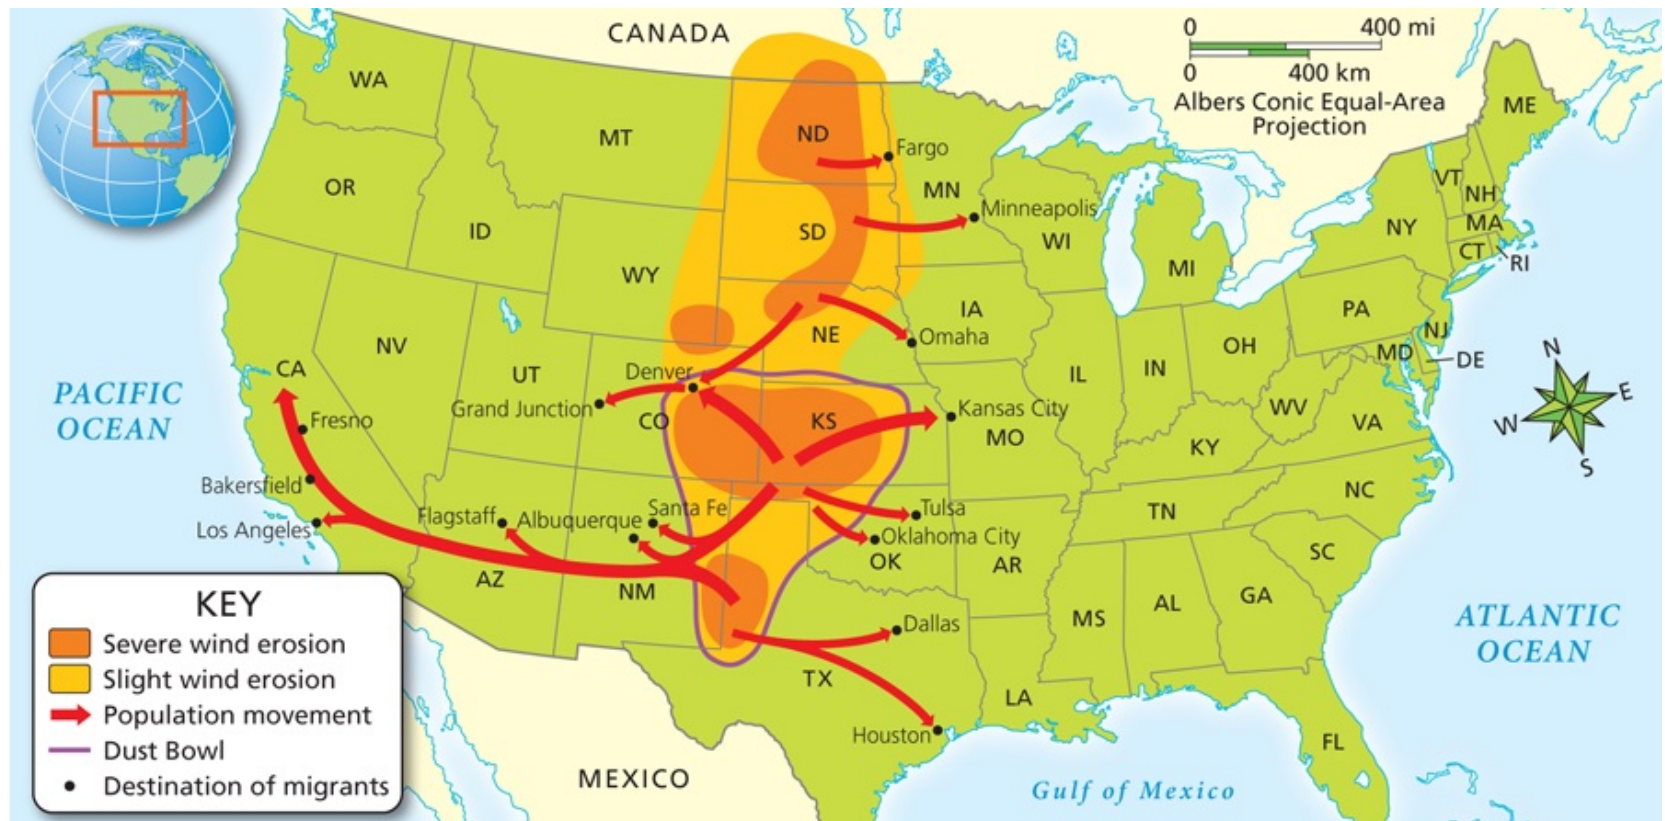 CANADA
0 400 mi
0 400 km
Albers Conic Equal-Area
Projection
WA
MT
ND
Fargo
MN
ME
VT
NH
OR
ID
SD
Minneapolis
WI
MI
NY
MA
CT
RI
WY
NE
IA
Omaha
PA
NJ
NV
UT
Denver
IL
IN
OH
MD
DE
CA
Grand Junction
CO
KS
Kansas City
MO
WV
VA
KY
PACIFIC
OCEAN
Fresno
N
E
W
S
Bakersfield
Los Angeles
Flagstaff
Albuquerque
Santa Fe
Tulsa
Oklahoma City
OK
TN
NC
AZ
NM
AR
SC
MS
AL
GA
Dallas
TX
LA
Houston
FL
ATLANTIC
OCEAN
MEXICO
Gulf of Mexico
KEY
Severe wind erosion
Slight wind erosion
Population movement
Dust Bowl
Destination of migrants